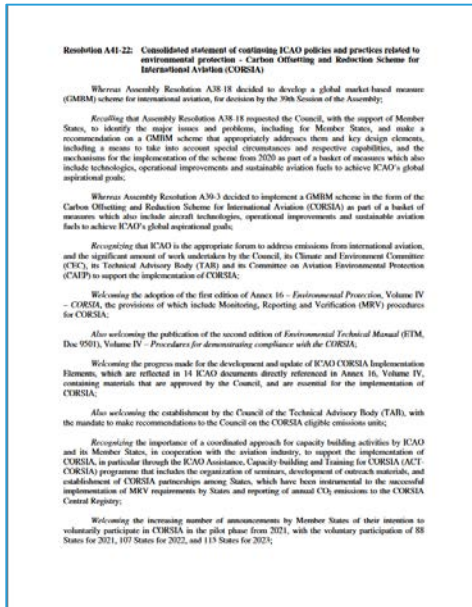 Resolution A41-22: Consolidated statement of continuing ICAO policies and practices related to
environmental protection - Carbon Offsetting and Reduction Scheme for
International Aviation (CORSIA)
Whereas Assembly Resolution A38-18 decided to develop a global market-based measure
(GMBM) scheme for international aviation, for decision by the 39th Session of the Assembly;
Recalling that Assembly Resolution A38-18 requested the Council, with the support of Member
States, to identify the major issues and problems, including for Member States, and make a
recommendation on a GMBM scheme that appropriately addresses them and key design elements,
including a means to take into account special circumstances and respective capabilities, and the
mechanisms for the implementation of the scheme from 2020 as part of a basket of measures which also
include technologies, operational improvements and sustainable aviation fuels to achieve ICAO's global
aspirational goals;
Whereas Assembly Resolution A39-3 decided to implement a GMBM scheme in the form of the
Carbon Offsetting and Reduction Scheme for International Aviation (CORSIA) as part of a basket of
measures which also include aircraft technologies, operational improvements and sustainable aviation
fuels to achieve ICAO's global aspirational goals;
Recognizing that ICAO is the appropriate forum to address emissions from international aviation,
and the significant amount of work undertaken by the Council, its Climate and Environment Committee
(CEC), its Technical Advisory Body (TAB) and its Committee on Aviation Environmental Protection
(CAEP) to support the implementation of CORSIA;
Welcoming the adoption of the first edition of Annex 16 – Environmental Protection, Volume IV
– CORSIA, the provisions of which include Monitoring, Reporting and Verification (MRV) procedures
for CORSIA;
Also welcoming the publication of the second edition of Environmental Technical Manual (ETM,
Doc 9501), Volume IV – Procedures for demonstrating compliance with the CORSIA;
Welcoming the progress made for the development and update of ICAO CORSIA Implementation
Elements, which are reflected in 14 ICAO documents directly referenced in Annex 16, Volume IV,
containing materials that are approved by the Council, and are essential for the implementation of
CORSIA;
Also welcoming the establishment by the Council of the Technical Advisory Body (TAB), with
the mandate to make recommendations to the Council on the CORSIA eligible emissions units;
Recognizing the importance of a coordinated approach for capacity building activities by ICAO
and its Member States, in cooperation with the aviation industry, to support the implementation of
CORSIA, in particular through the ICAO Assistance, Capacity-building and Training for CORSIA (ACT-
CORSIA) programme that includes the organization of seminars, development of outreach materials, and
establishment of CORSIA partnerships among States, which have been instrumental to the successful
implementation of MRV requirements by States and reporting of annual CO₂ emissions to the CORSIA
Central Registry;
Welcoming the increasing number of announcements by Member States of their intention to
voluntarily participate in CORSIA in the pilot phase from 2021, with the voluntary participation of 88
States for 2021, 107 States for 2022, and 115 States for 2023;